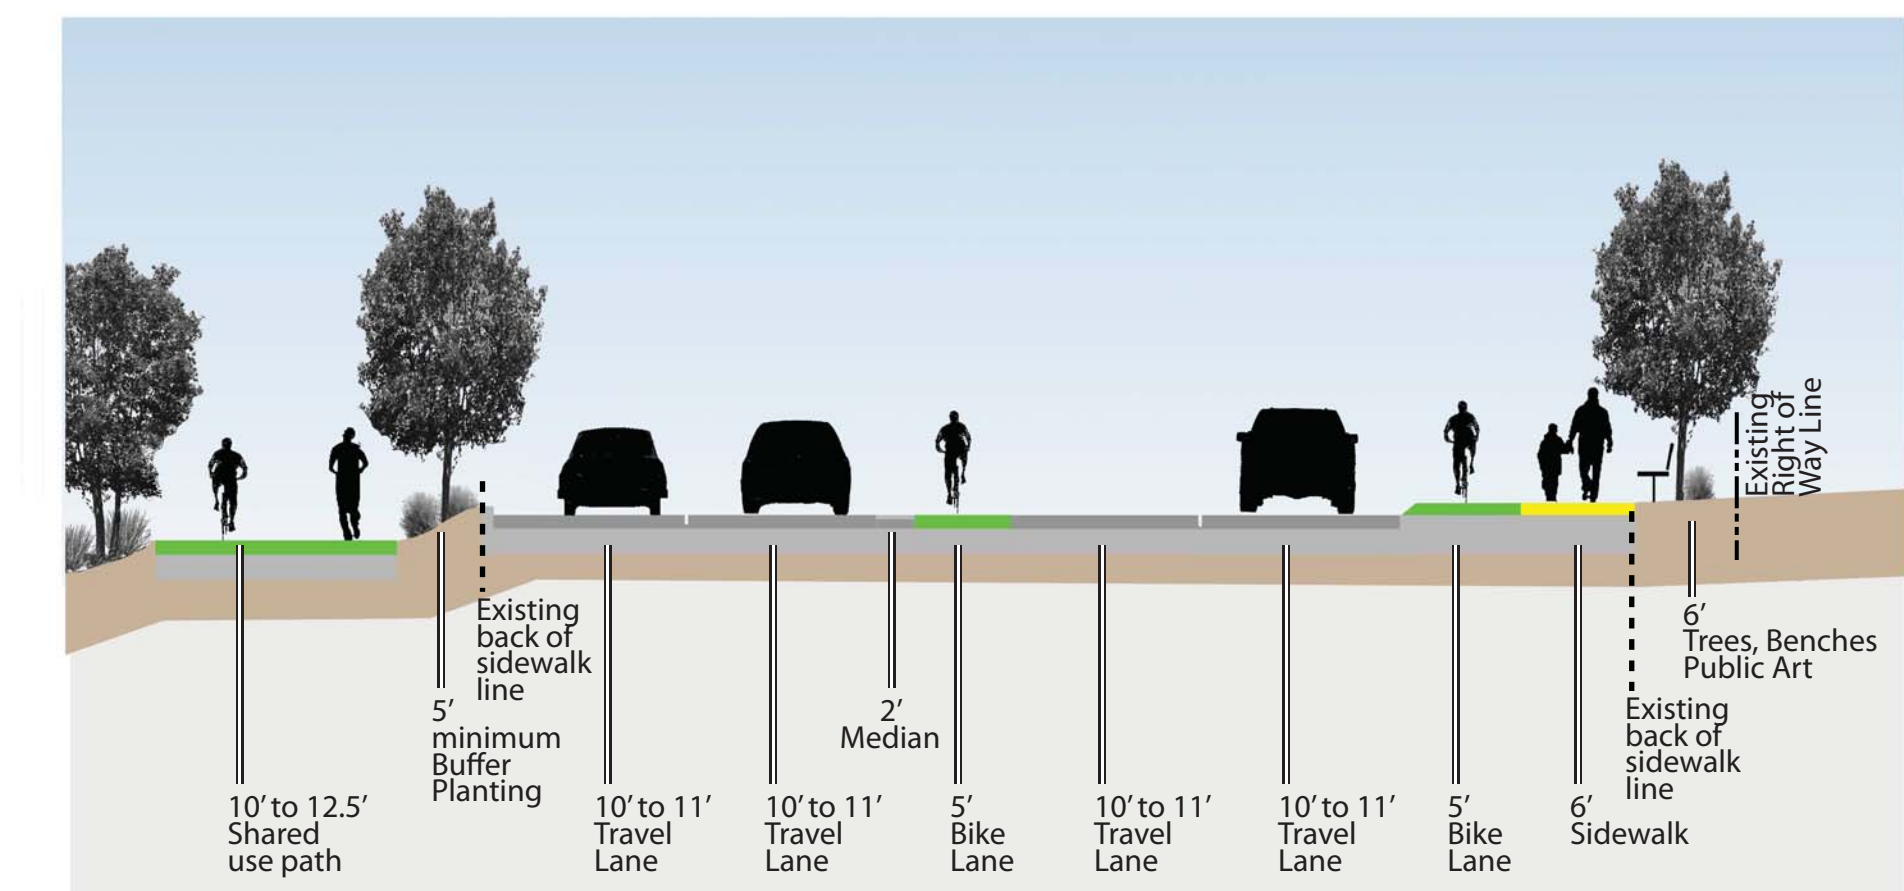 Existing
Right of
Way Line
Existing
back of
sidewalk
line
6’
Trees, Benches
Public Art
5’
minimum
Buffer
Planting
2’
Median
Existing
back of
sidewalk
line
10’ to 12.5’
Shared
use path
10’ to 11’
Travel
Lane
10’ to 11’
Travel
Lane
5’
Bike
Lane
10’ to 11’
Travel
Lane
10’ to 11’
Travel
Lane
5’
Bike
Lane
6’
Sidewalk